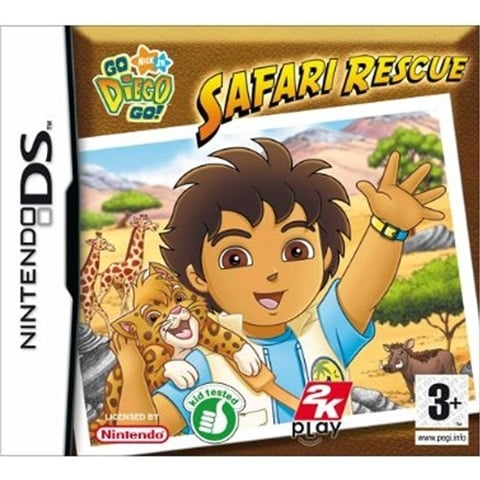 NINTENDO DS™
GO
NICK JR.
DIEGO
GO!
SAFARI RESCUE
LICENSED BY
Nintendo
kid tested
2K
play
3+
www.pegi.info